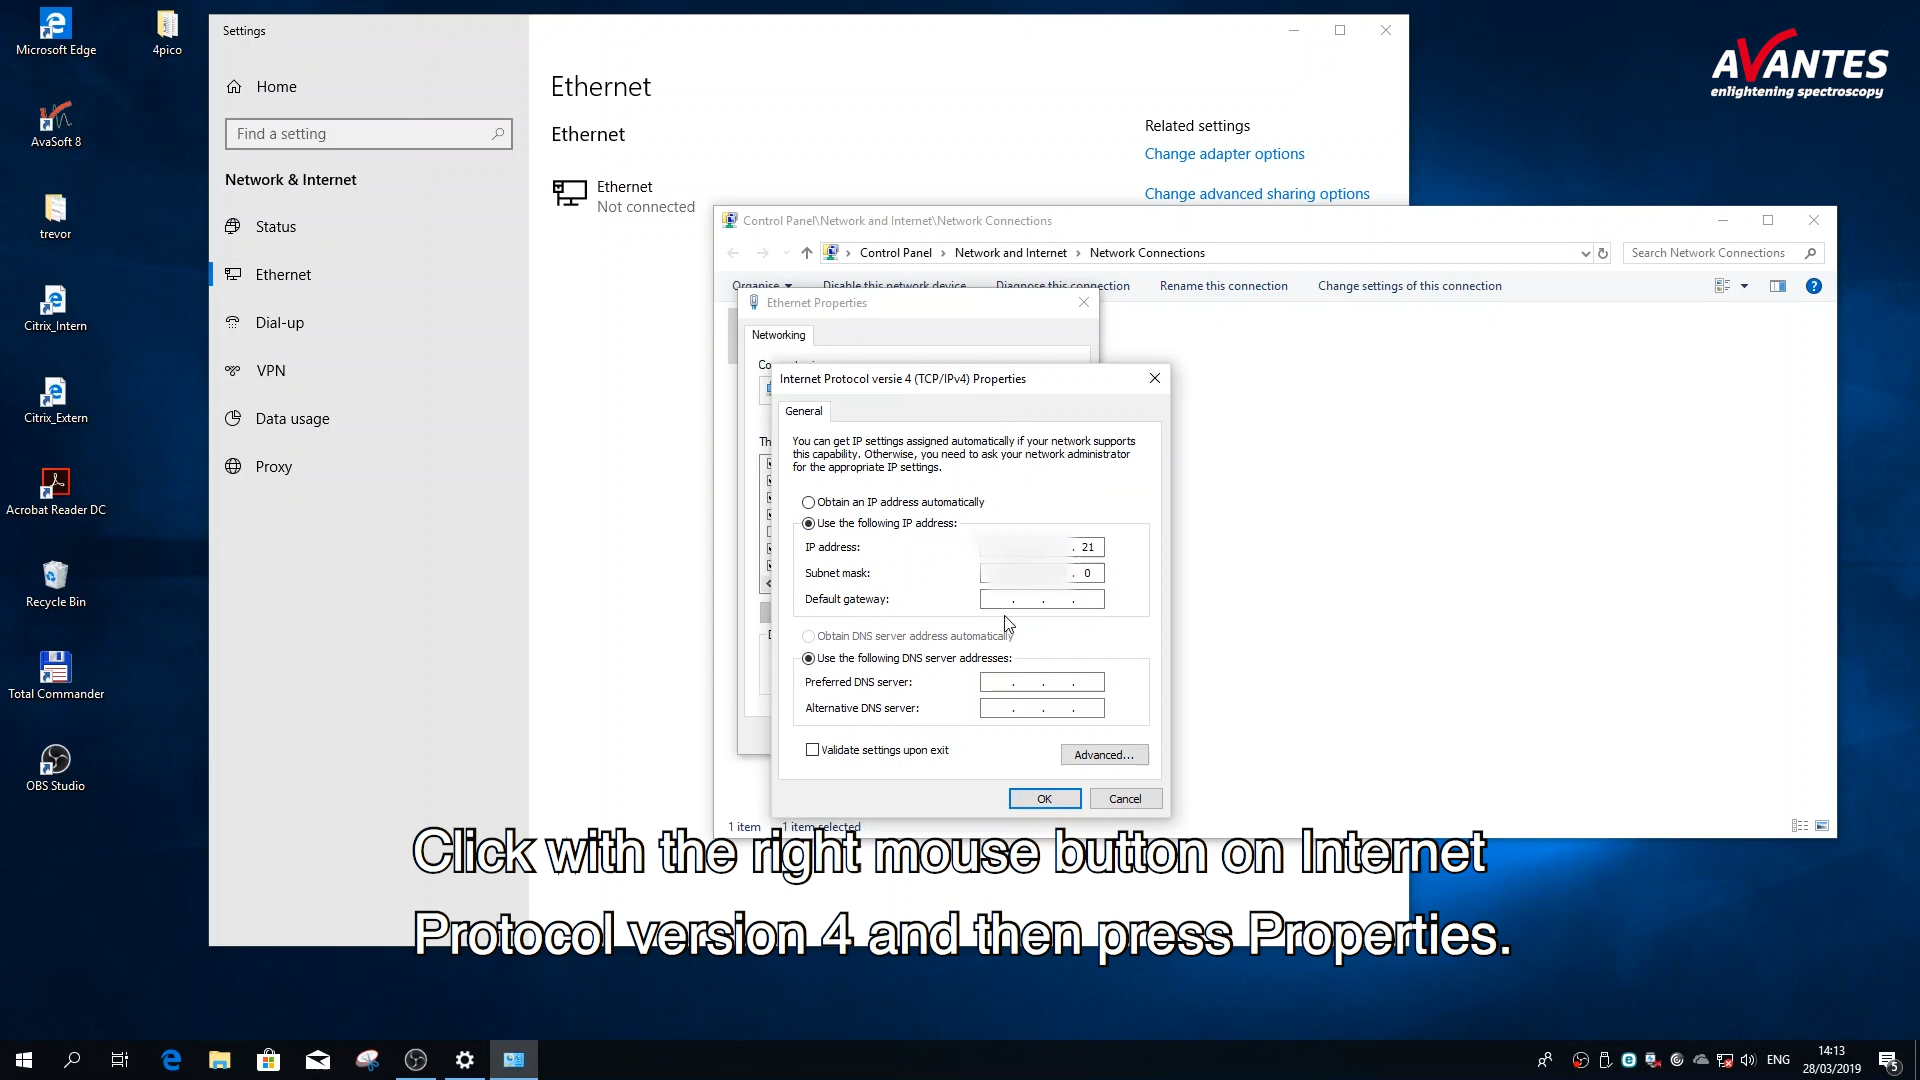 Microsoft Edge
4pico
AvaSoft 8
trevor
Citrix_Intern
Citrix_Extern
Acrobat Reader DC
Recycle Bin
Total Commander
OBS Studio
AVANTES
enlightening spectroscopy
Settings
Home
Find a setting
Network & Internet
Status
Ethernet
Dial-up
VPN
Data usage
Proxy
Ethernet
Ethernet
Ethernet
Not connected
Related settings
Change adapter options
Change advanced sharing options
Control Panel\Network and Internet\Network Connections
Control Panel > Network and Internet > Network Connections
Search Network Connections
Organise Disable this network device Diagnose this connection Rename this connection Change settings of this connection
Ethernet Properties
Networking
Internet Protocol versie 4 (TCP/IPv4) Properties
General
You can get IP settings assigned automatically if your network supports
this capability. Otherwise, you need to ask your network administrator
for the appropriate IP settings.
Obtain an IP address automatically
Use the following IP address:
IP address: . 21
Subnet mask: . 0
Default gateway: . . .
Obtain DNS server address automatically
Use the following DNS server addresses:
Preferred DNS server: . . .
Alternative DNS server: . . .
Validate settings upon exit
Advanced...
OK Cancel
1 item 1 item selected
Click with the right mouse button on Internet
Protocol version 4 and then press Properties.
ENG
14:13
28/03/2019
5